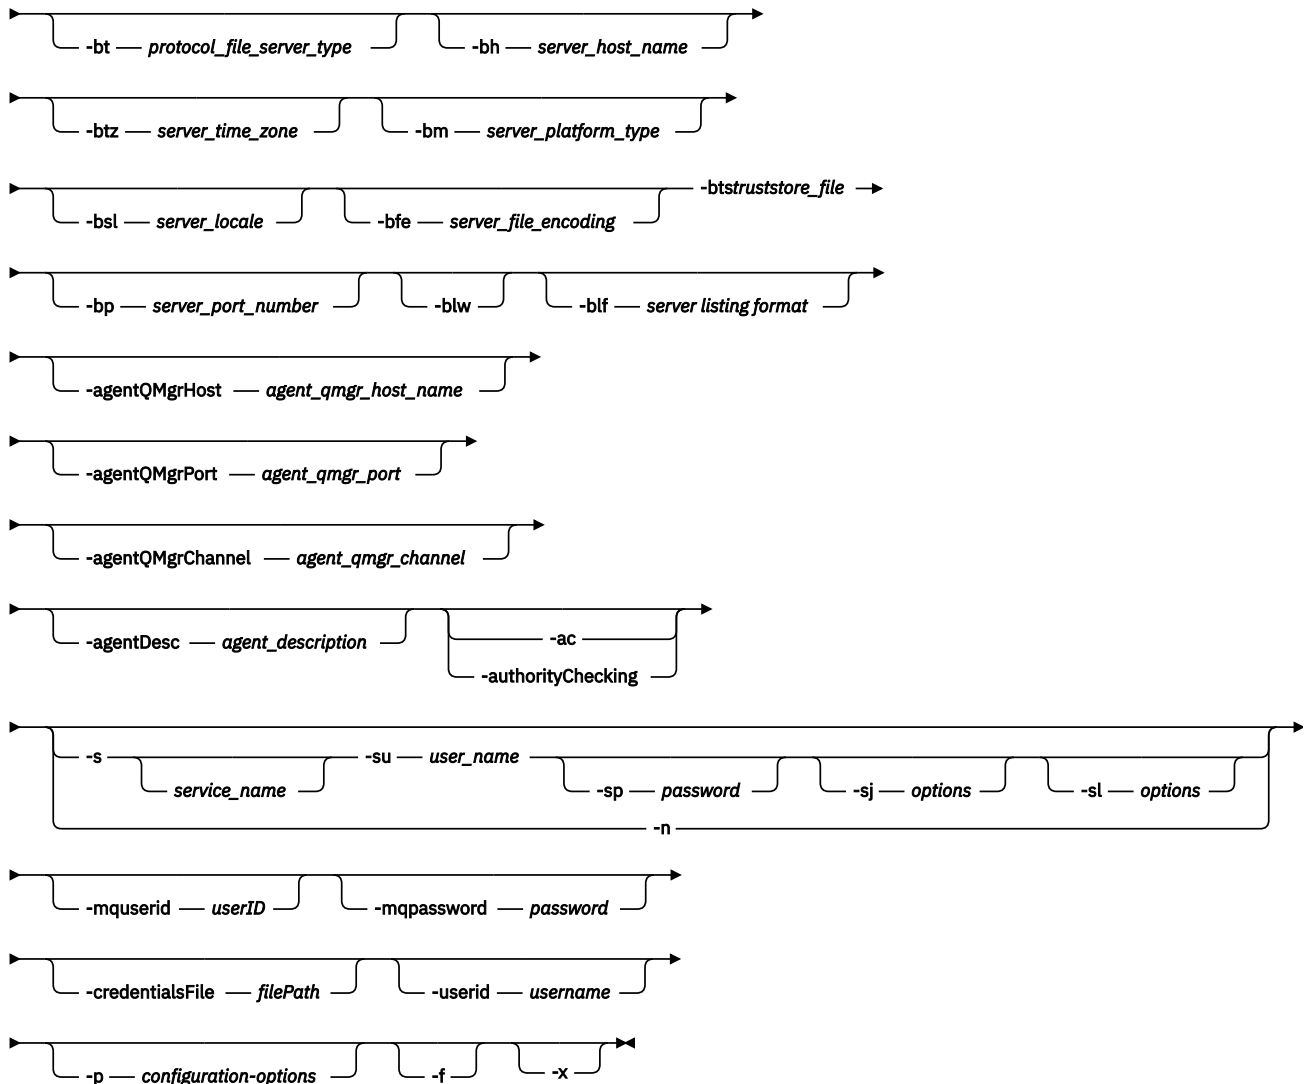 -bt protocol_file_server_type -bh server_host_name
-btz server_time_zone -bm server_platform_type
-btstruststore_file
-bsl server_locale -bfe server_file_encoding
-bp server_port_number -blw -blf server listing format
-agentQMgrHost agent_qmgr_host_name
-agentQMgrPort agent_qmgr_port
-agentQMgrChannel agent_qmgr_channel
-agentDesc agent_description -ac
-authorityChecking
-s -su user_name
service_name -sp password -sj options -sl options
-n
-mquserid userID -mqpassword password
-credentialsFile filePath -userid username
-p configuration-options -f -x